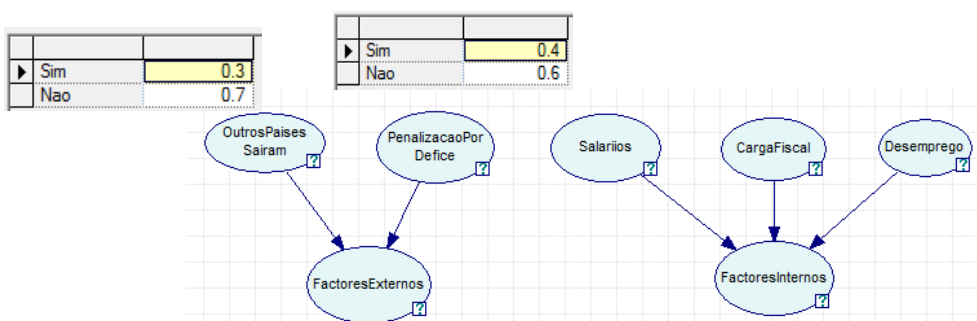 Sim 0.3
Nao 0.7
Sim 0.4
Nao 0.6
OutrosPaises
Sairam
PenalizacaoPor
Defice
Salariios
CargaFiscal
Desemprego
FactoresExternos
FactoresInternos
?
?
?
?
?
?
?